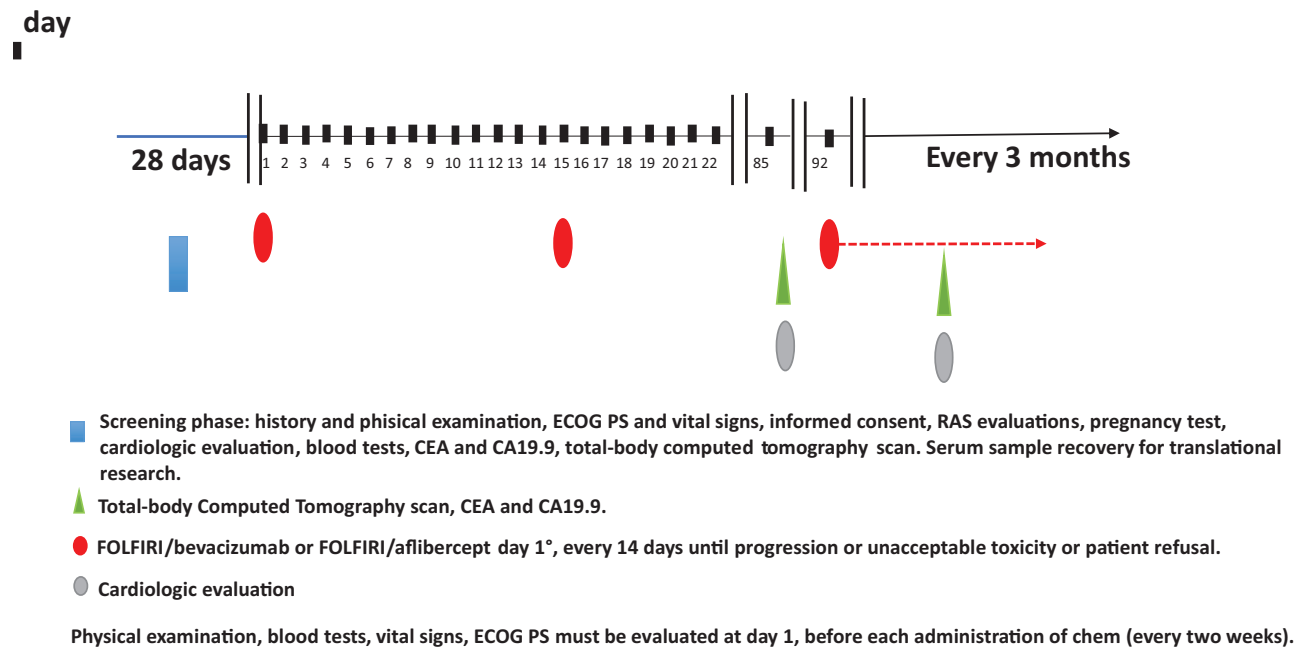 day
28 days
1 2 3 4 5 6 7 8 9 10 11 12 13 14 15 16 17 18 19 20 21 22 85 92
Every 3 months
Screening phase: history and phisical examination, ECOG PS and vital signs, informed consent, RAS evaluations, pregnancy test,
cardiologic evaluation, blood tests, CEA and CA19.9, total-body computed tomography scan. Serum sample recovery for translational
research.
Total-body Computed Tomography scan, CEA and CA19.9.
FOLFIRI/bevacizumab or FOLFIRI/aflibercept day 1°, every 14 days until progression or unacceptable toxicity or patient refusal.
Cardiologic evaluation
Physical examination, blood tests, vital signs, ECOG PS must be evaluated at day 1, before each administration of chem (every two weeks).